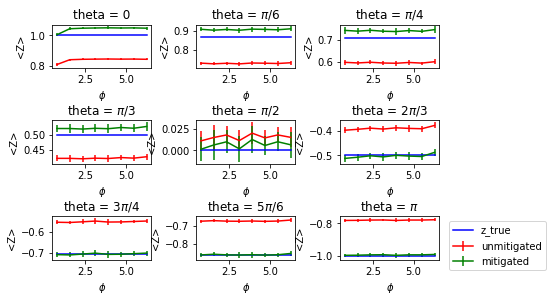 theta = 0
theta = π/6
theta = π/4
<Z>
1.0
0.8
2.5
5.0
ϕ
<Z>
0.9
0.8
2.5
5.0
ϕ
<Z>
0.7
0.6
2.5
5.0
ϕ
theta = π/3
theta = π/2
theta = 2π/3
<Z>
0.50
0.45
2.5
5.0
ϕ
<Z>
0.025
0.000
2.5
5.0
ϕ
<Z>
−0.4
−0.5
2.5
5.0
ϕ
theta = 3π/4
theta = 5π/6
theta = π
<Z>
−0.6
−0.7
2.5
5.0
ϕ
<Z>
−0.7
−0.8
2.5
5.0
ϕ
<Z>
−0.8
−1.0
2.5
5.0
ϕ
z_true
unmitigated
mitigated